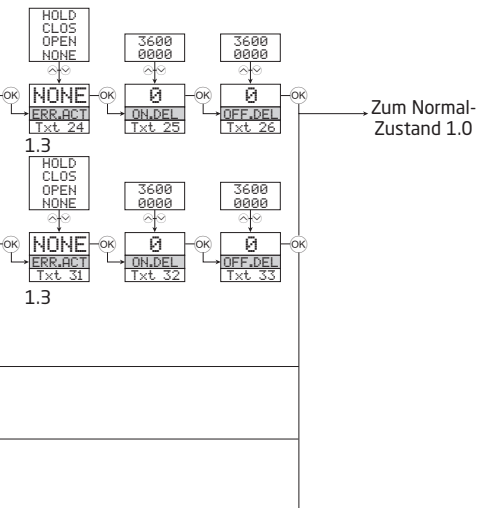 HOLD
CLOS
OPEN
NONE
3600
0000
3600
0000
OK NONE OK 0 OK 0 OK
ERR.ACT ON.DEL OFF.DEL
Txt 24 Txt 25 Txt 26
1.3
Zum Normal-
Zustand 1.0
HOLD
CLOS
OPEN
NONE
3600
0000
3600
0000
OK NONE OK 0 OK 0 OK
ERR.ACT ON.DEL OFF.DEL
Txt 31 Txt 32 Txt 33
1.3